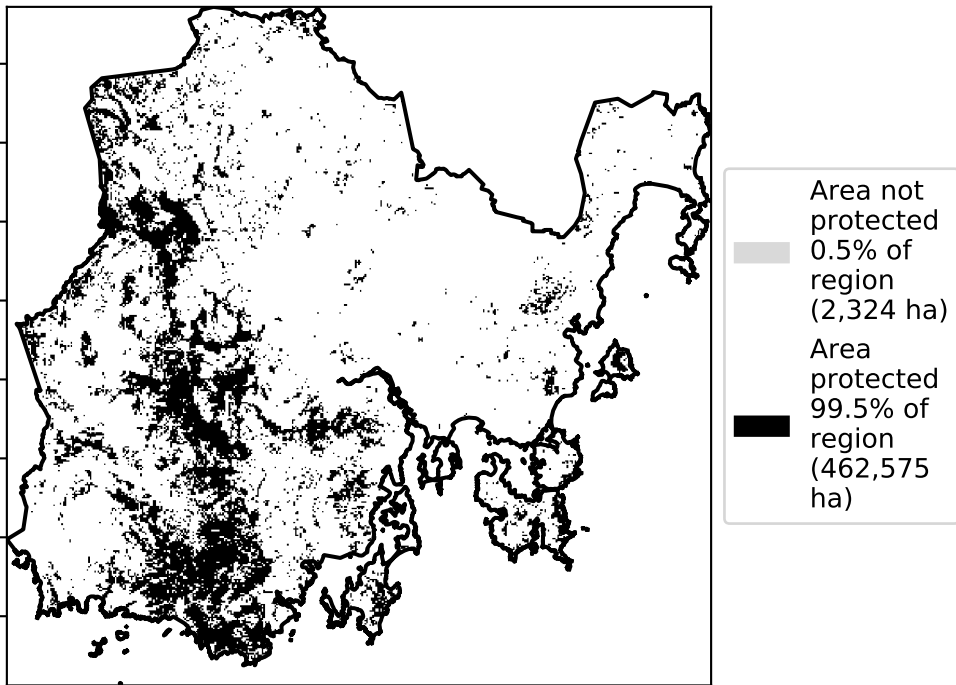 Area not
protected
0.5% of
region
(2,324 ha)
Area
protected
99.5% of
region
(462,575
ha)